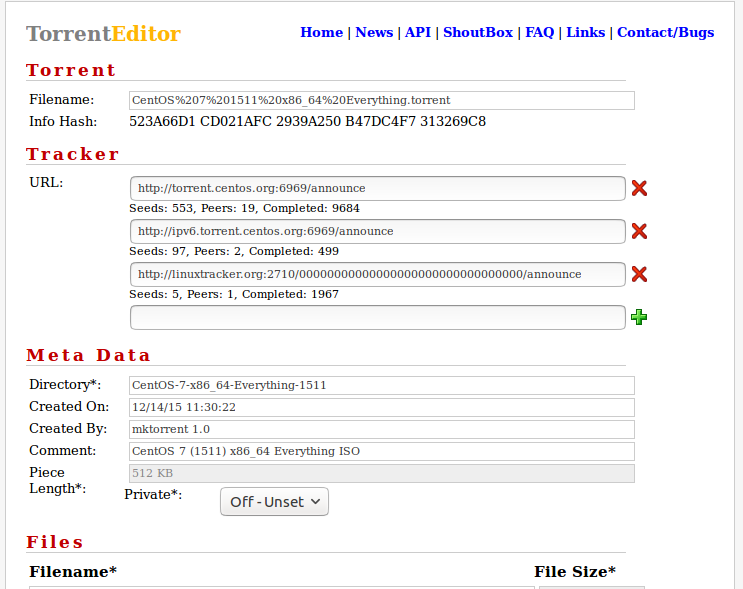 TorrentEditor
Home | News | API | ShoutBox | FAQ | Links | Contact/Bugs
Torrent
Filename: CentOS%207%201511%20x86_64%20Everything.torrent
Info Hash: 523A66D1 CD021AFC 2939A250 B47DC4F7 313269C8
Tracker
URL: http://torrent.centos.org:6969/announce
Seeds: 553, Peers: 19, Completed: 9684
http://ipv6.torrent.centos.org:6969/announce
Seeds: 97, Peers: 2, Completed: 499
http://linuxtracker.org:2710/00000000000000000000000000000000/announce
Seeds: 5, Peers: 1, Completed: 1967
Meta Data
Directory*: CentOS-7-x86_64-Everything-1511
Created On: 12/14/15 11:30:22
Created By: mktorrent 1.0
Comment: CentOS 7 (1511) x86_64 Everything ISO
Piece Length*: 512 KB
Private*: Off - Unset
Files
Filename* File Size*